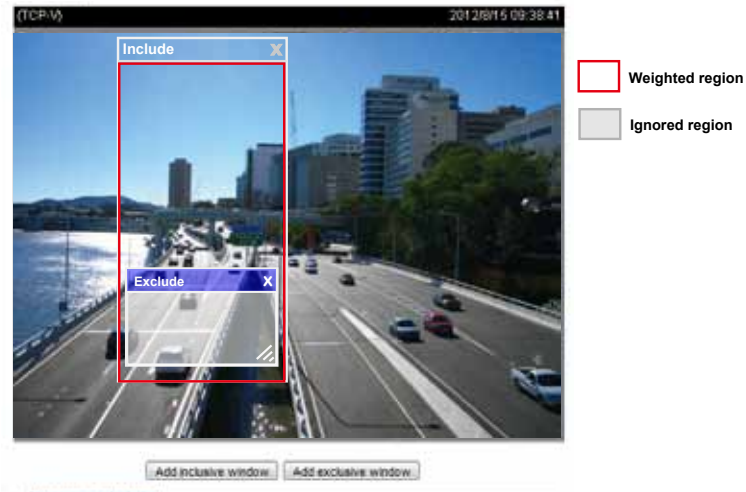 (TCP-V) 2012/8/15 09:38:41
Include x
Weighted region
Ignored region
Exclude x
Add inclusive window Add exclusive window